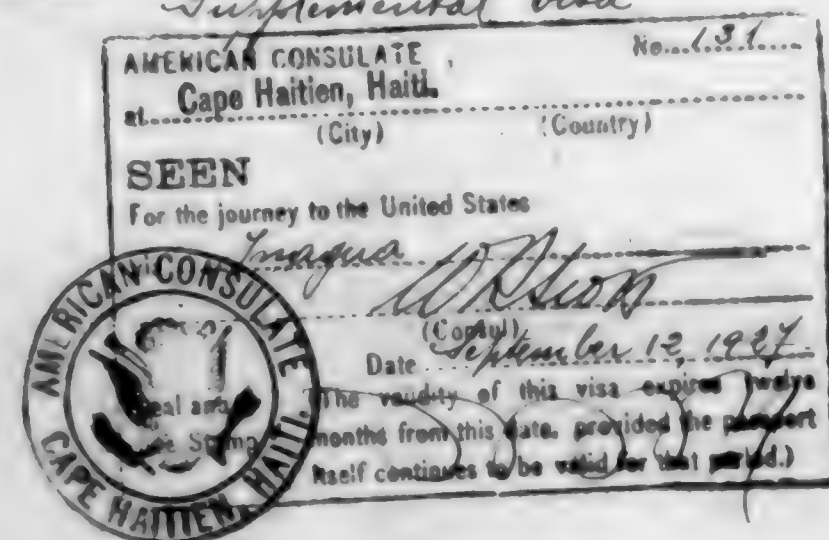 Supplemental visa
AMERICAN CONSULATE
No. 131
at Cape Haitien, Haiti.
(City) (Country)
SEEN
For the journey to the United States
Inagua
(Consul)
Date September 12, 1927
(The validity of this visa expires twelve
months from this date, provided the passport
itself continues to be valid for that period.)
AMERICAN CONSULATE
CAPE HAITIEN, HAITI.